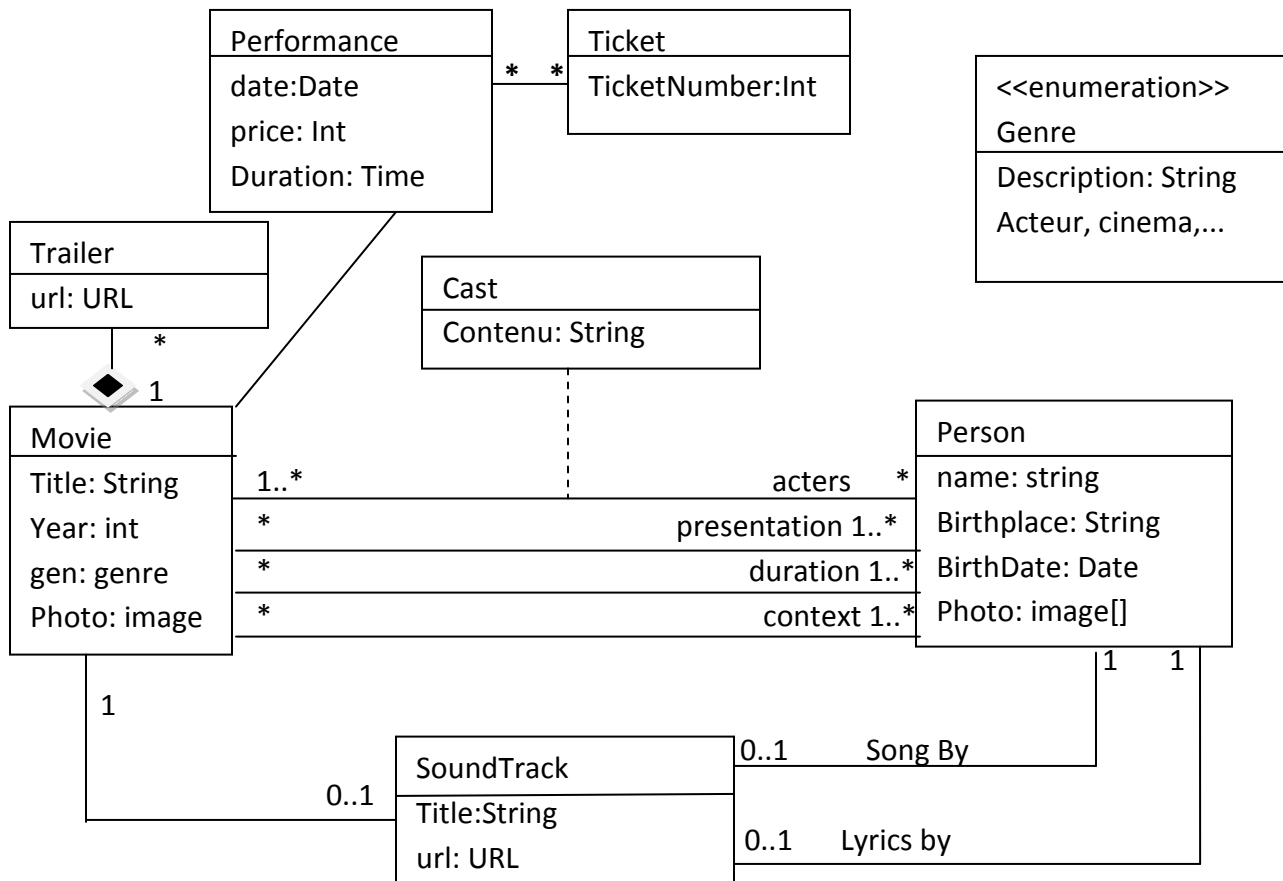 Performance
date:Date
price: Int
Duration: Time
* *
Ticket
TicketNumber:Int
<<enumeration>>
Genre
Description: String
Acteur, cinema,...
Trailer
url: URL
*
1
Cast
Contenu: String
Movie
Title: String
Year: int
gen: genre
Photo: image
1..* acters *
* presentation 1..*
* duration 1..*
* context 1..*
Person
name: string
Birthplace: String
BirthDate: Date
Photo: image[]
1 1
1
0..1
SoundTrack
Title:String
url: URL
0..1 Song By
0..1 Lyrics by